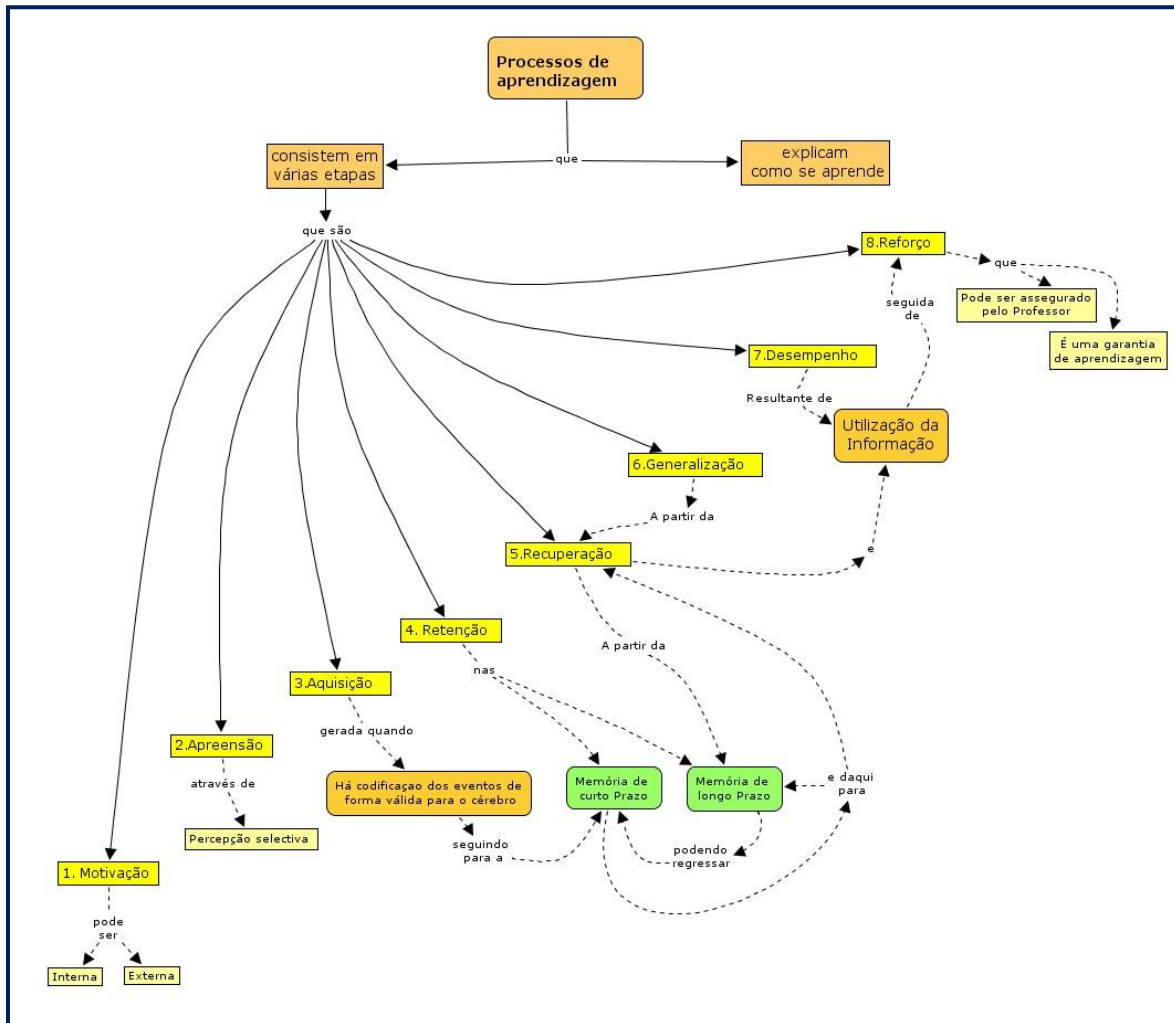 Processos de
aprendizagem
que
consistem em
várias etapas
explicam
como se aprende
que são
8.Reforço
que
Pode ser assegurado
pelo Professor
É uma garantia
de aprendizagem
seguida
de
7.Desempenho
Resultante de
Utilização da
Informação
6.Generalização
A partir da
5.Recuperação
e
A partir da
4. Retenção
nas
3.Aquisição
gerada quando
Há codificaçao dos eventos de
forma válida para o cérebro
seguindo
para a
Memória de
curto Prazo
Memória de
longo Prazo
e daqui
para
podendo
regressar
2.Apreensão
através de
Percepção selectiva
1. Motivação
pode
ser
Interna
Externa